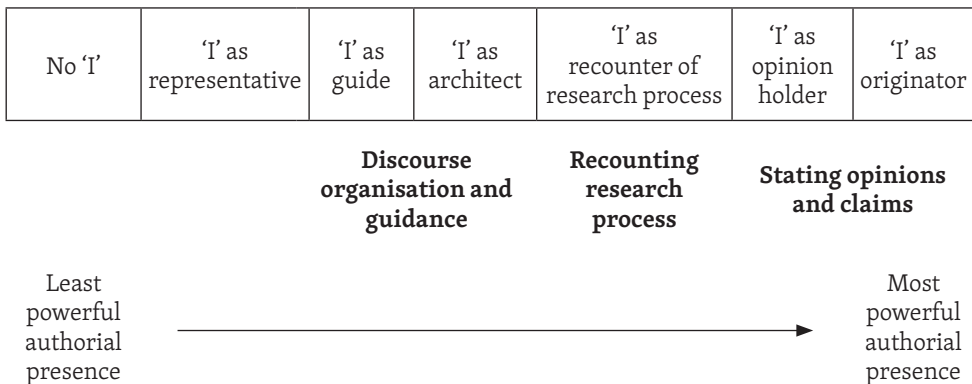 No ‘I’
‘I’ as
representative
‘I’ as
guide
‘I’ as
architect
‘I’ as
recounter of
research process
‘I’ as
opinion
holder
‘I’ as
originator
Discourse
organisation and
guidance
Recounting
research
process
Stating opinions
and claims
Least
powerful
authorial
presence
Most
powerful
authorial
presence